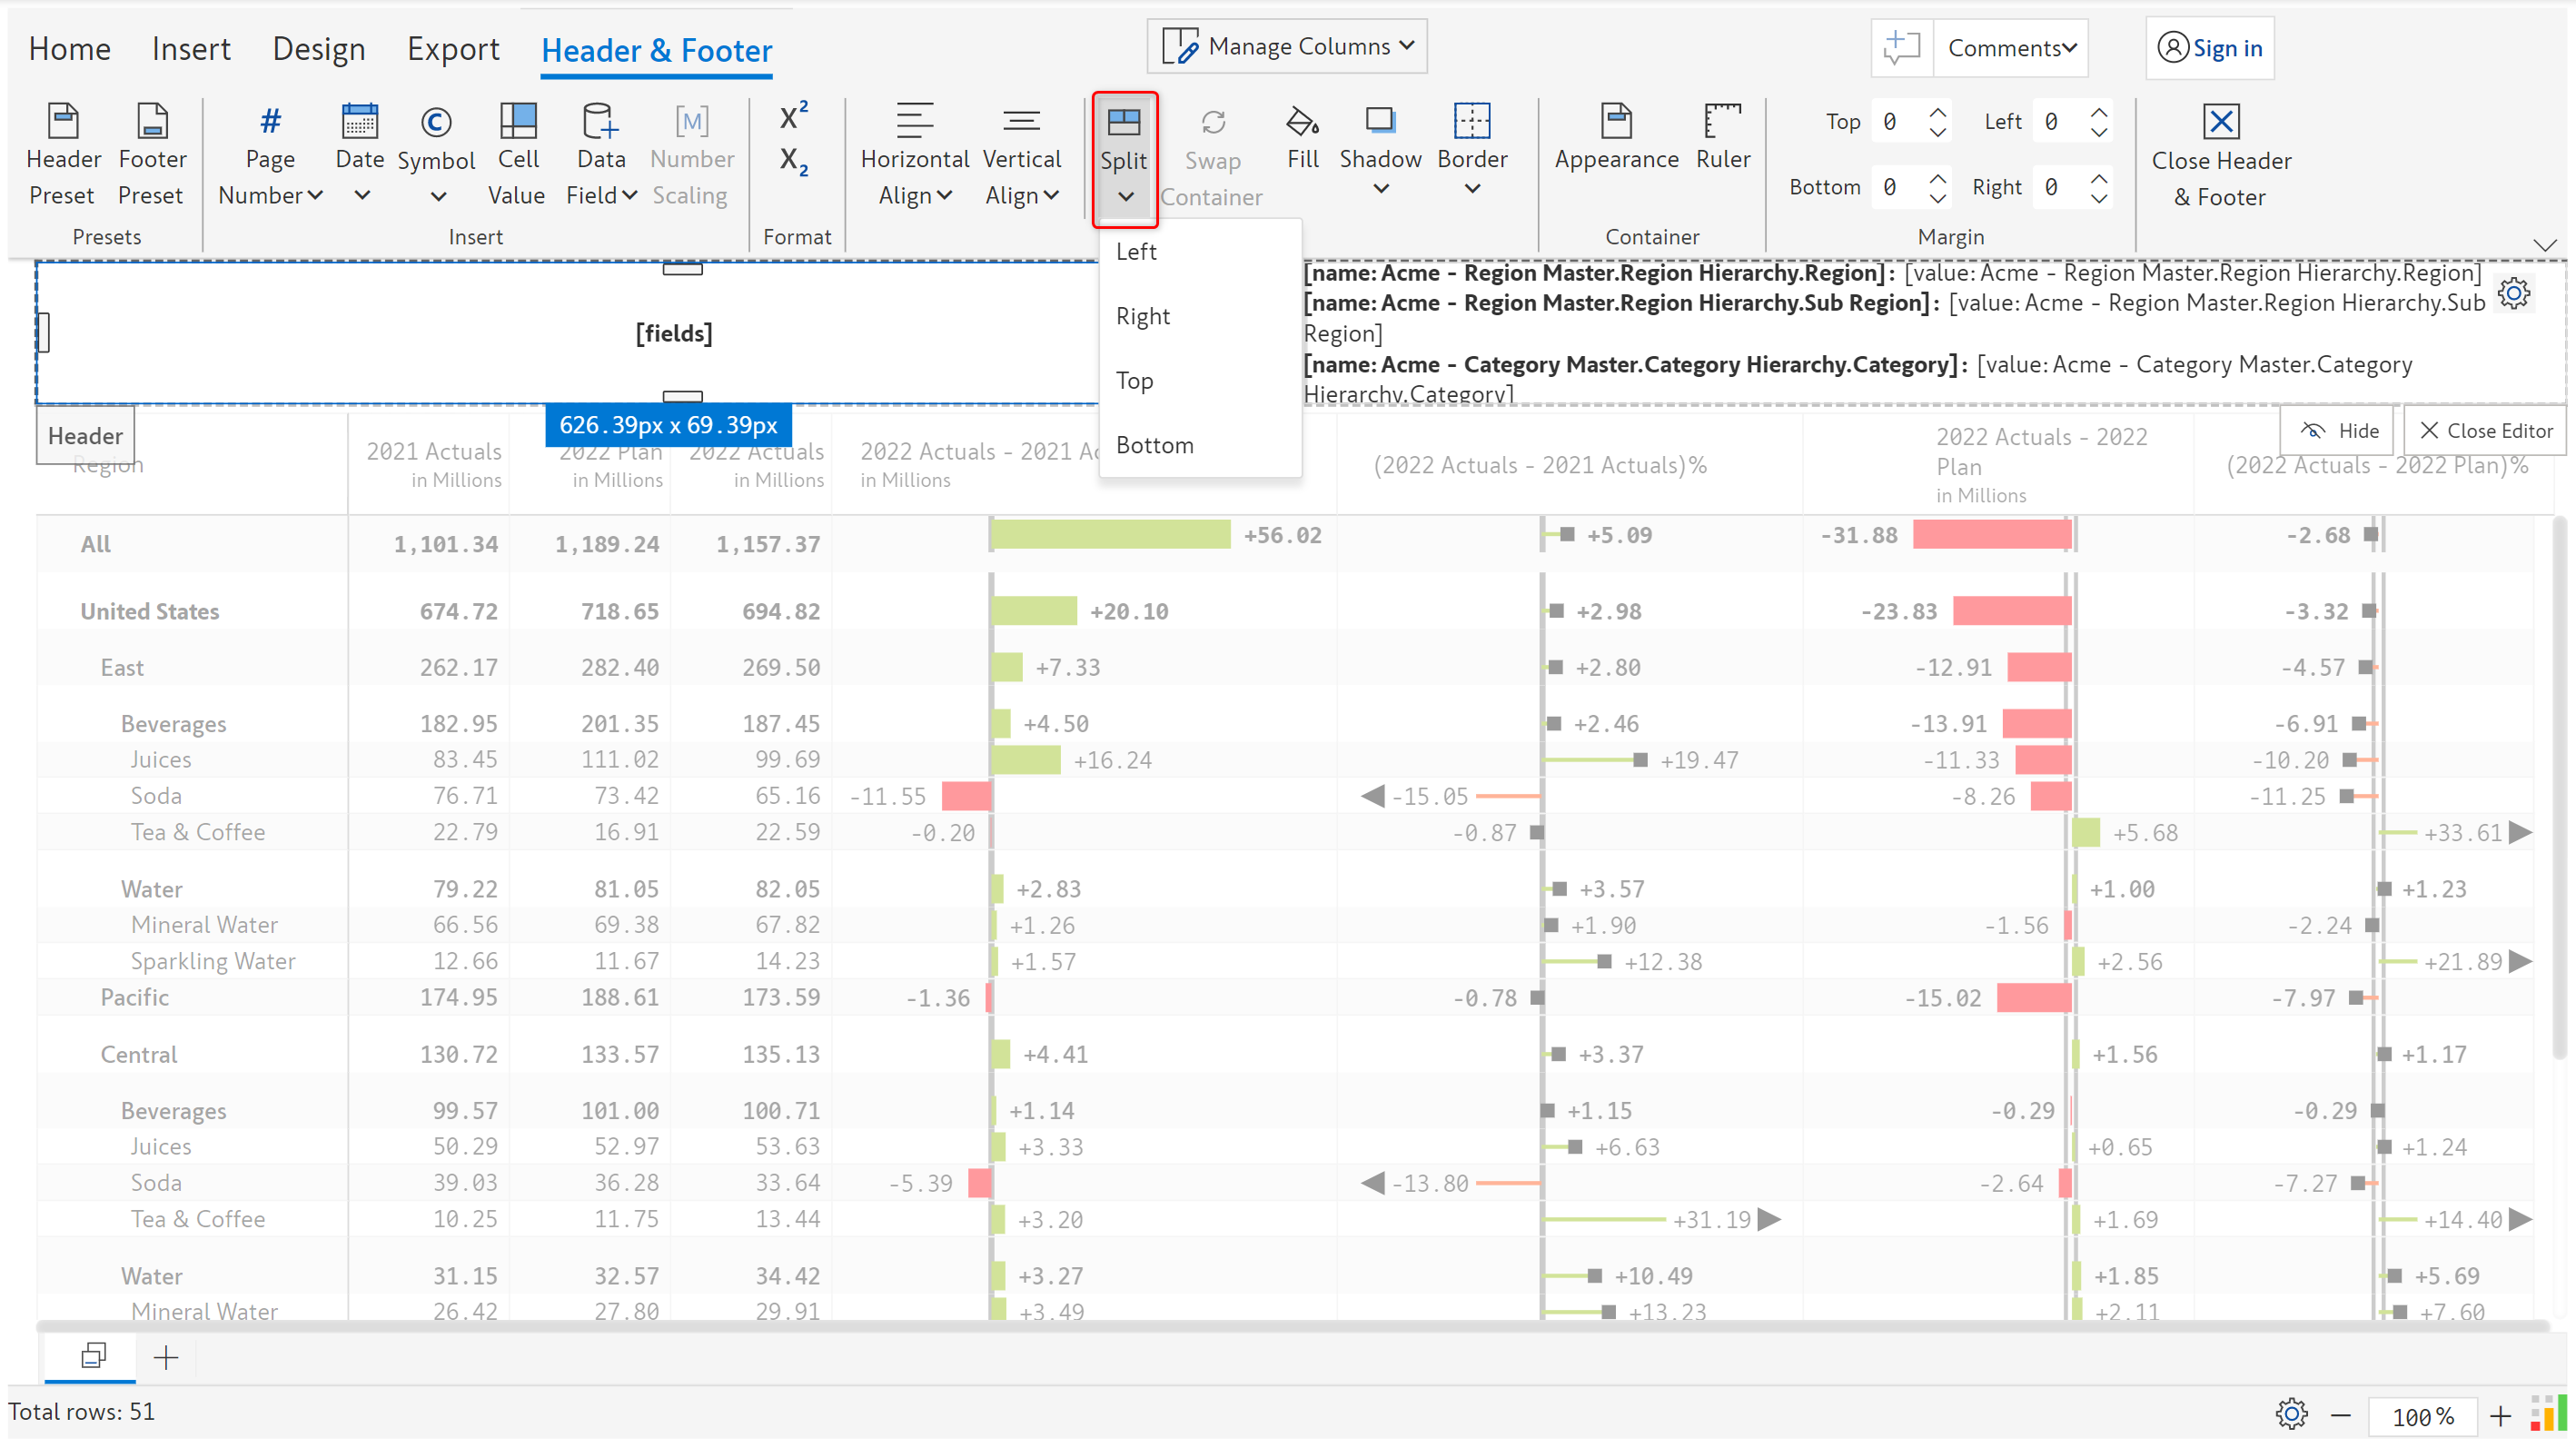 Home Insert Design Export Header & Footer Manage Columns Comments Sign in
Header Preset Footer Preset Page Number Date Symbol Cell Value Data Field [M] Number Scaling X² X₂ Horizontal Align Vertical Align Split Swap Container Fill Shadow Border Appearance Ruler Top 0 Left 0 Bottom 0 Right 0 Close Header & Footer
Presets Insert Format Container Margin
Left
Right
Top
Bottom
[fields]
[name: Acme - Region Master.Region Hierarchy.Region]: [value: Acme - Region Master.Region Hierarchy.Region]
[name: Acme - Region Master.Region Hierarchy.Sub Region]: [value: Acme - Region Master.Region Hierarchy.Sub
Region]
[name: Acme - Category Master.Category Hierarchy.Category]: [value: Acme - Category Master.Category
Hierarchy.Category]
626.39px x 69.39px
Header
Hide Close Editor
Region
2021 Actuals
in Millions
2022 Plan
in Millions
2022 Actuals
in Millions
2022 Actuals - 2021 Ac
in Millions
(2022 Actuals - 2021 Actuals)%
2022 Actuals - 2022
Plan
in Millions
(2022 Actuals - 2022 Plan)%
All 1,101.34 1,189.24 1,157.37 +56.02 +5.09 -31.88 -2.68
United States 674.72 718.65 694.82 +20.10 +2.98 -23.83 -3.32
East 262.17 282.40 269.50 +7.33 +2.80 -12.91 -4.57
Beverages 182.95 201.35 187.45 +4.50 +2.46 -13.91 -6.91
Juices 83.45 111.02 99.69 +16.24 +19.47 -11.33 -10.20
Soda 76.71 73.42 65.16 -11.55 -15.05 -8.26 -11.25
Tea & Coffee 22.79 16.91 22.59 -0.20 -0.87 +5.68 +33.61
Water 79.22 81.05 82.05 +2.83 +3.57 +1.00 +1.23
Mineral Water 66.56 69.38 67.82 +1.26 +1.90 -1.56 -2.24
Sparkling Water 12.66 11.67 14.23 +1.57 +12.38 +2.56 +21.89
Pacific 174.95 188.61 173.59 -1.36 -0.78 -15.02 -7.97
Central 130.72 133.57 135.13 +4.41 +3.37 +1.56 +1.17
Beverages 99.57 101.00 100.71 +1.14 +1.15 -0.29 -0.29
Juices 50.29 52.97 53.63 +3.33 +6.63 +0.65 +1.24
Soda 39.03 36.28 33.64 -5.39 -13.80 -2.64 -7.27
Tea & Coffee 10.25 11.75 13.44 +3.20 +31.19 +1.69 +14.40
Water 31.15 32.57 34.42 +3.27 +10.49 +1.85 +5.69
Mineral Water 26.42 27.80 29.91 +3.49 +13.23 +2.11 +7.60
Total rows: 51 100%